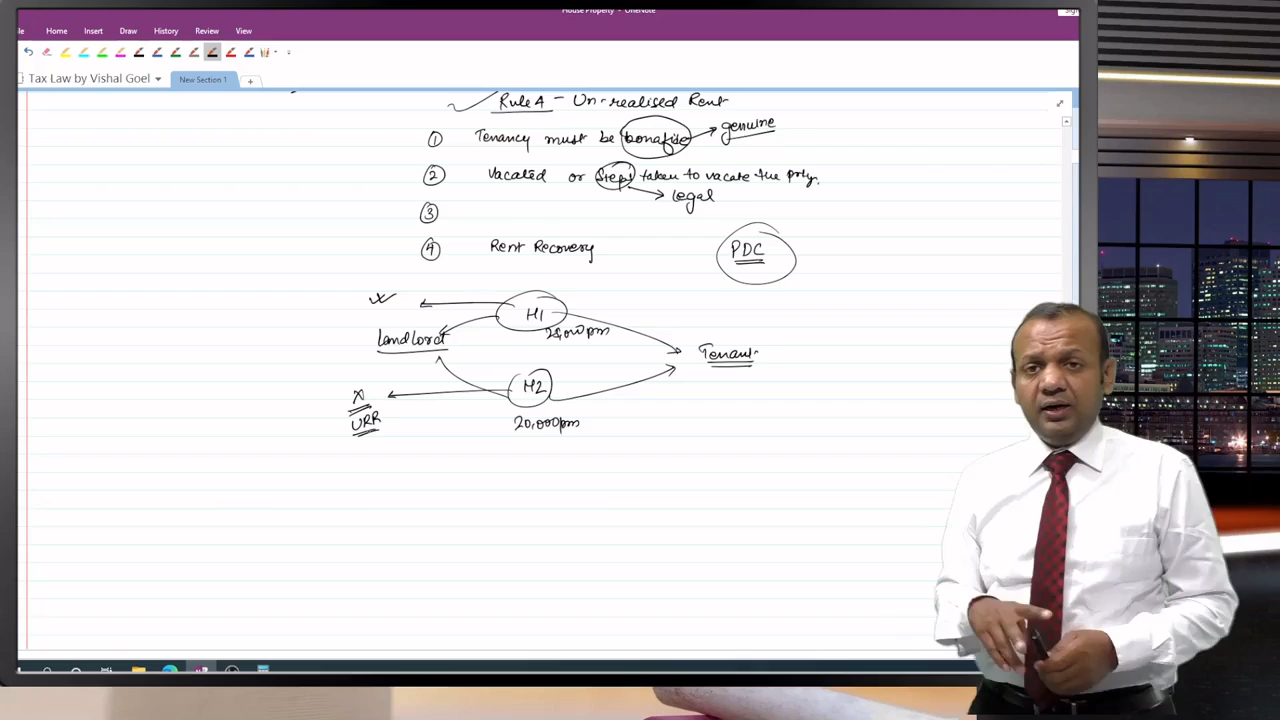 House Property - OneNote
Sign
Home Insert Draw History Review View
Tax Law by Vishal Goel
New Section 1
Rule 4 - Un-realised Rent
① Tenancy must be bonafide → genuine
② Vacated or steps taken to vacate the prty.
Legal
③
④ Rent Recovery
PDC
H1
Landlord
pm
Tenant
X
H2
URR
20,000pm